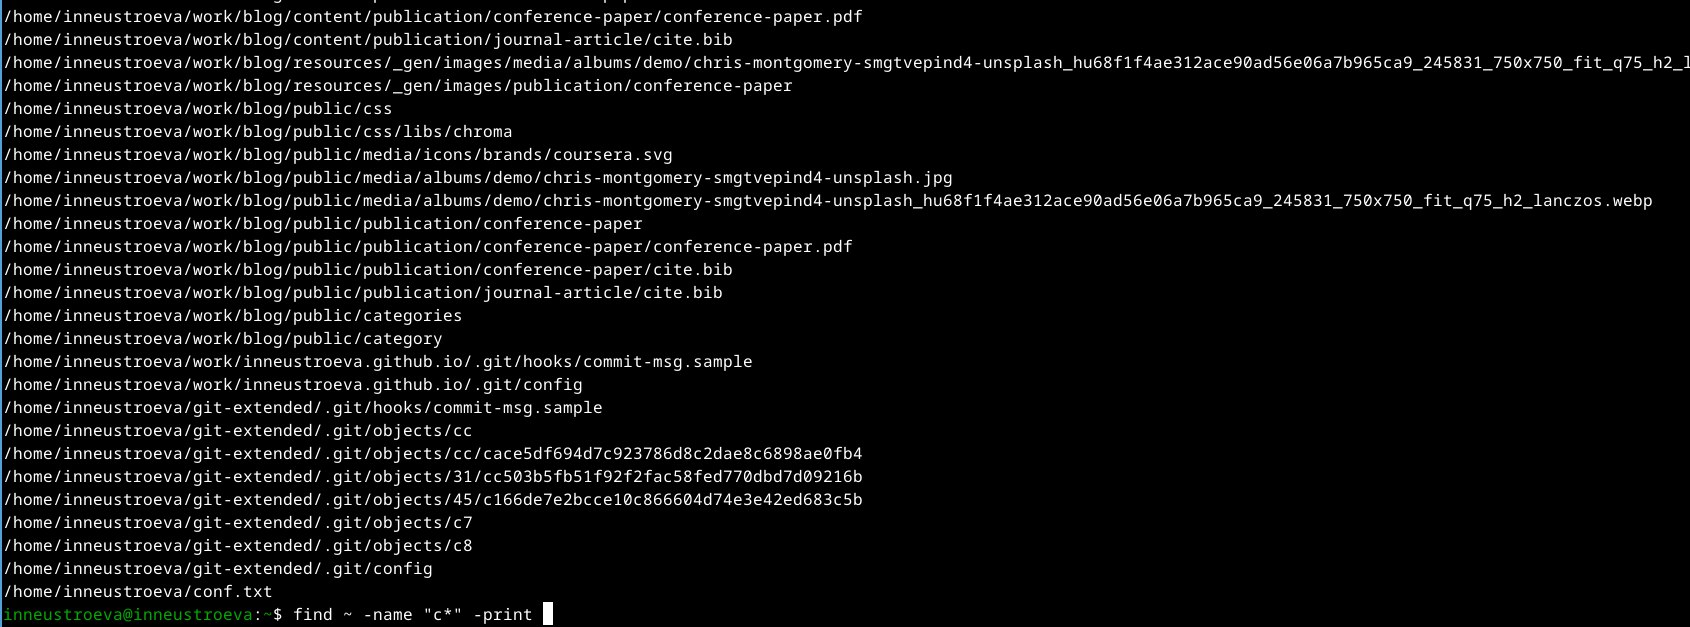 /home/inneustroeva/work/blog/content/publication/conference-paper/conference-paper.pdf
/home/inneustroeva/work/blog/content/publication/journal-article/cite.bib
/home/inneustroeva/work/blog/resources/_gen/images/media/albums/demo/chris-montgomery-smgtvepind4-unsplash_hu68f1f4ae312ace90ad56e06a7b965ca9_245831_750x750_fit_q75_h2_l
/home/inneustroeva/work/blog/resources/_gen/images/publication/conference-paper
/home/inneustroeva/work/blog/public/css
/home/inneustroeva/work/blog/public/css/libs/chroma
/home/inneustroeva/work/blog/public/media/icons/brands/coursera.svg
/home/inneustroeva/work/blog/public/media/albums/demo/chris-montgomery-smgtvepind4-unsplash.jpg
/home/inneustroeva/work/blog/public/media/albums/demo/chris-montgomery-smgtvepind4-unsplash_hu68f1f4ae312ace90ad56e06a7b965ca9_245831_750x750_fit_q75_h2_lanczos.webp
/home/inneustroeva/work/blog/public/publication/conference-paper
/home/inneustroeva/work/blog/public/publication/conference-paper/conference-paper.pdf
/home/inneustroeva/work/blog/public/publication/conference-paper/cite.bib
/home/inneustroeva/work/blog/public/publication/journal-article/cite.bib
/home/inneustroeva/work/blog/public/categories
/home/inneustroeva/work/blog/public/category
/home/inneustroeva/work/inneustroeva.github.io/.git/hooks/commit-msg.sample
/home/inneustroeva/work/inneustroeva.github.io/.git/config
/home/inneustroeva/git-extended/.git/hooks/commit-msg.sample
/home/inneustroeva/git-extended/.git/objects/cc
/home/inneustroeva/git-extended/.git/objects/cc/cace5df694d7c923786d8c2dae8c6898ae0fb4
/home/inneustroeva/git-extended/.git/objects/31/cc503b5fb51f92f2fac58fed770dbd7d09216b
/home/inneustroeva/git-extended/.git/objects/45/c166de7e2bcce10c866604d74e3e42ed683c5b
/home/inneustroeva/git-extended/.git/objects/c7
/home/inneustroeva/git-extended/.git/objects/c8
/home/inneustroeva/git-extended/.git/config
/home/inneustroeva/conf.txt
inneustroeva@inneustroeva:~$ find ~ -name "c*" -print